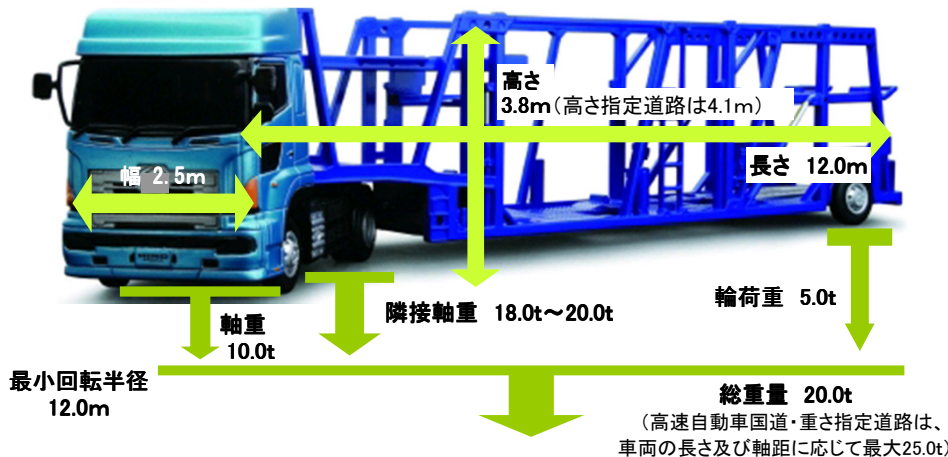 高さ
3.8m(高さ指定道路は4.1m)
長さ 12.0m
幅 2.5m
HINO
軸重
10.0t
隣接軸重 18.0t～20.0t
輪荷重 5.0t
最小回転半径
12.0m
総重量 20.0t
(高速自動車国道・重さ指定道路は、
車両の長さ及び軸距に応じて最大25.0t)